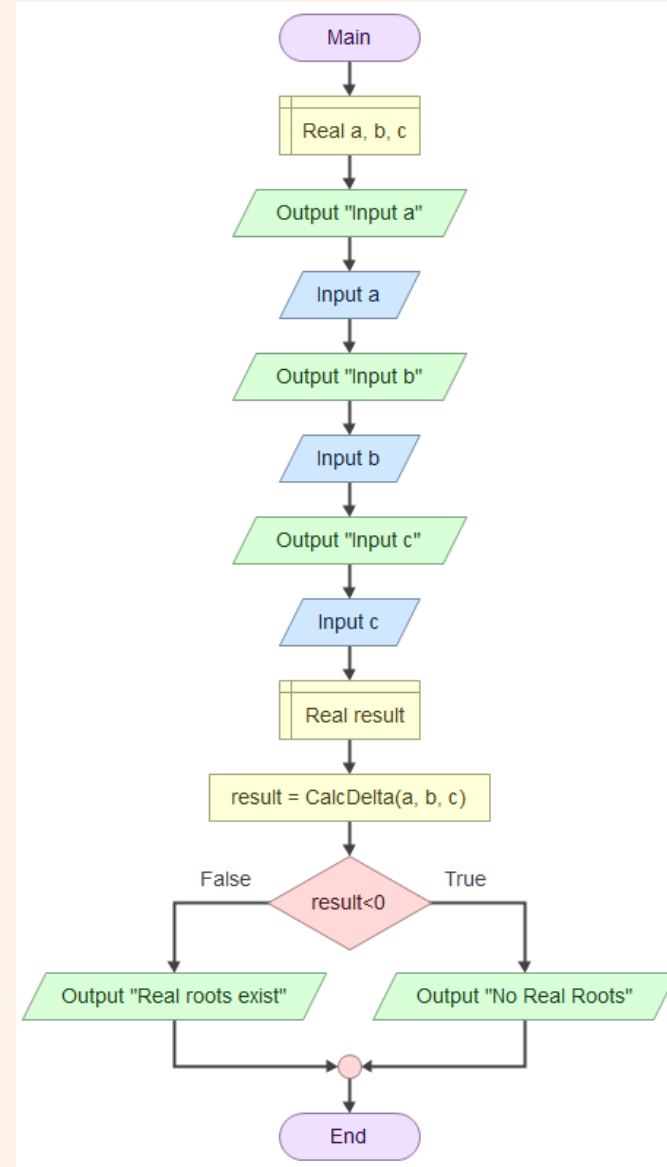 Main
Real a, b, c
Output "Input a"
Input a
Output "Input b"
Input b
Output "Input c"
Input c
Real result
result = CalcDelta(a, b, c)
False
True
result<0
Output "Real roots exist"
Output "No Real Roots"
End